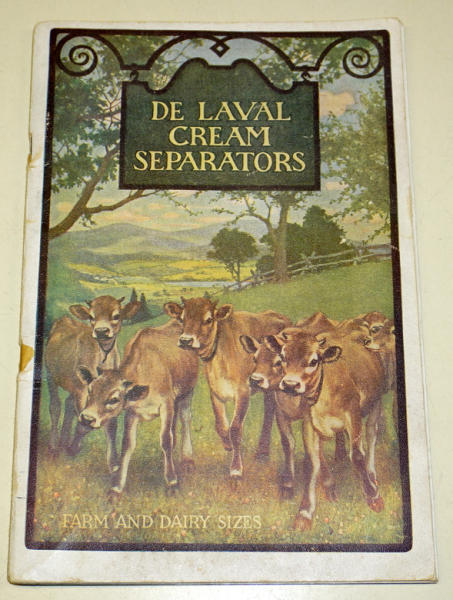 DE LAVAL
CREAM
SEPARATORS
FARM AND DAIRY SIZES